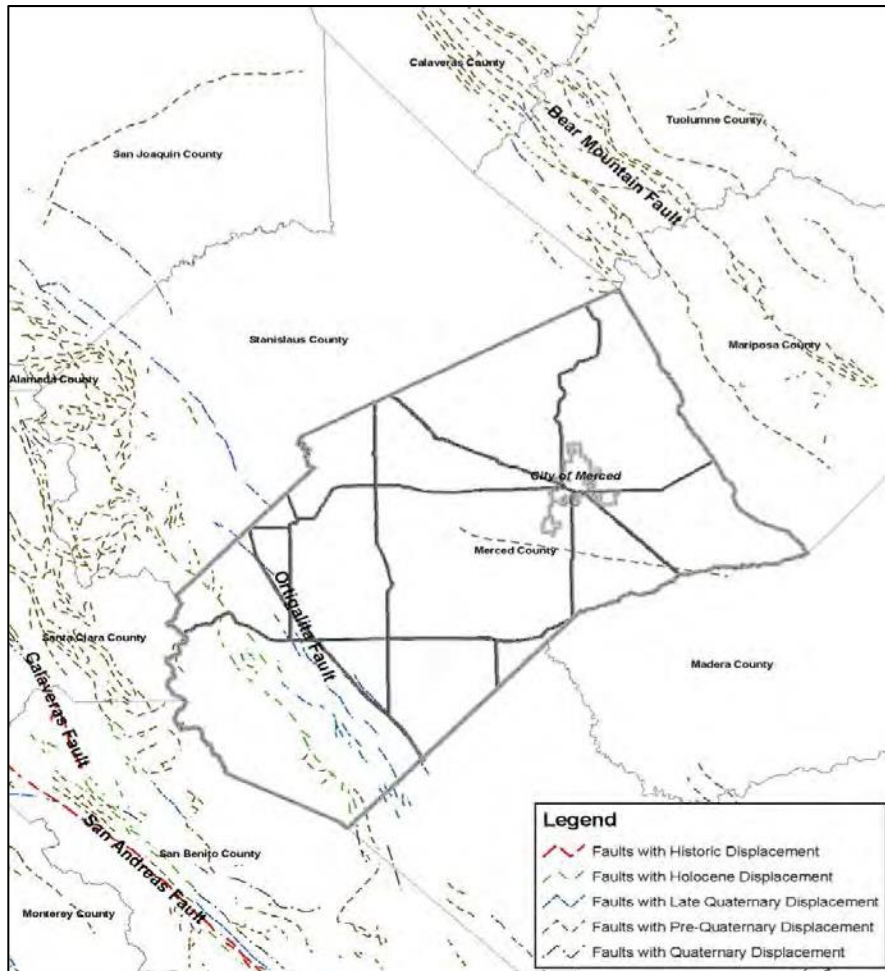 Calaveras County
Tuolumne County
Bear Mountain Fault
San Joaquin County
Stanislaus County
Mariposa County
Alameda County
City of Merced
Merced County
Ortigalita Fault
Santa Clara County
Calaveras Fault
Madera County
San Andreas Fault
San Benito County
Monterey County
Legend
Faults with Historic Displacement
Faults with Holocene Displacement
Faults with Late Quaternary Displacement
Faults with Pre-Quaternary Displacement
Faults with Quaternary Displacement